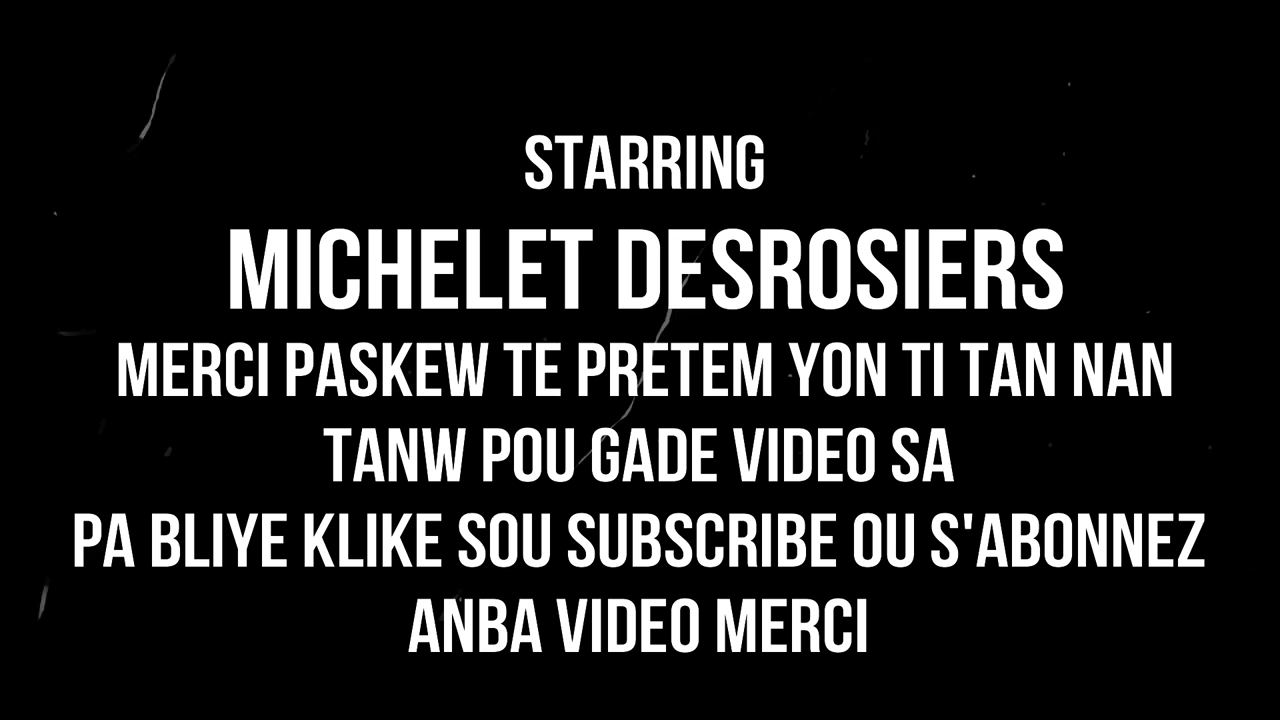 STARRING
MICHELET DESROSIERS
MERCI PASKEW TE PRETEM YON TI TAN NAN
TANW POU GADE VIDEO SA
PA BLIYE KLIKE SOU SUBSCRIBE OU S'ABONNEZ
ANBA VIDEO MERCI